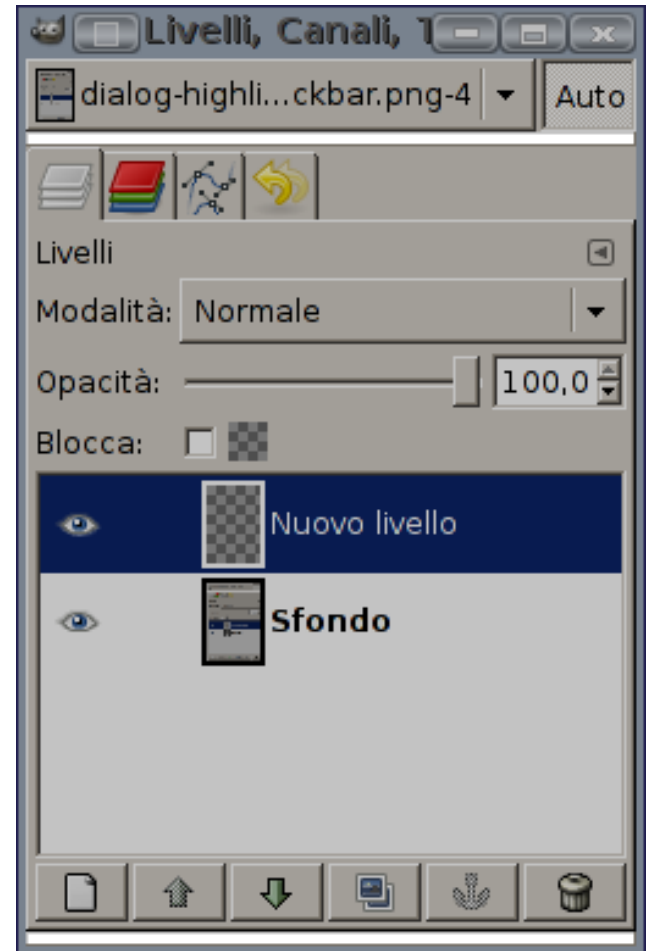 Livelli, Canali, T
dialog-highli...ckbar.png-4 Auto
Livelli
Modalità: Normale
Opacità: 100,0
Blocca:
Nuovo livello
Sfondo